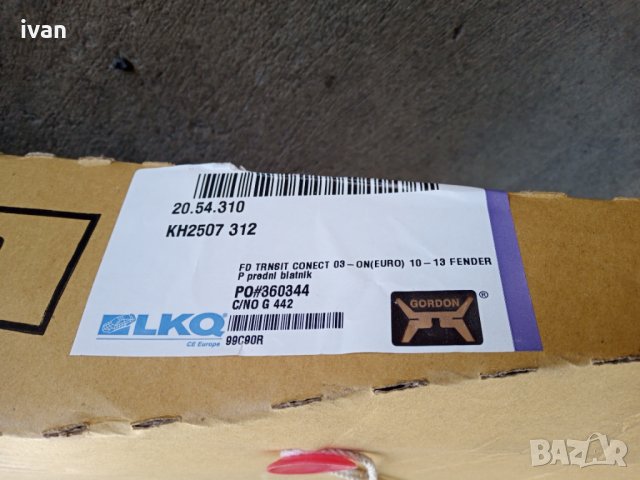 ivan
20.54.310
KH2507 312
FD TRNSIT CONECT 03-ON(EURO) 10-13 FENDER
P predni blatnik
PO#360344
C/NO G 442
LKQ
CE Europe
99C90R
GORDON
®
BAZAR